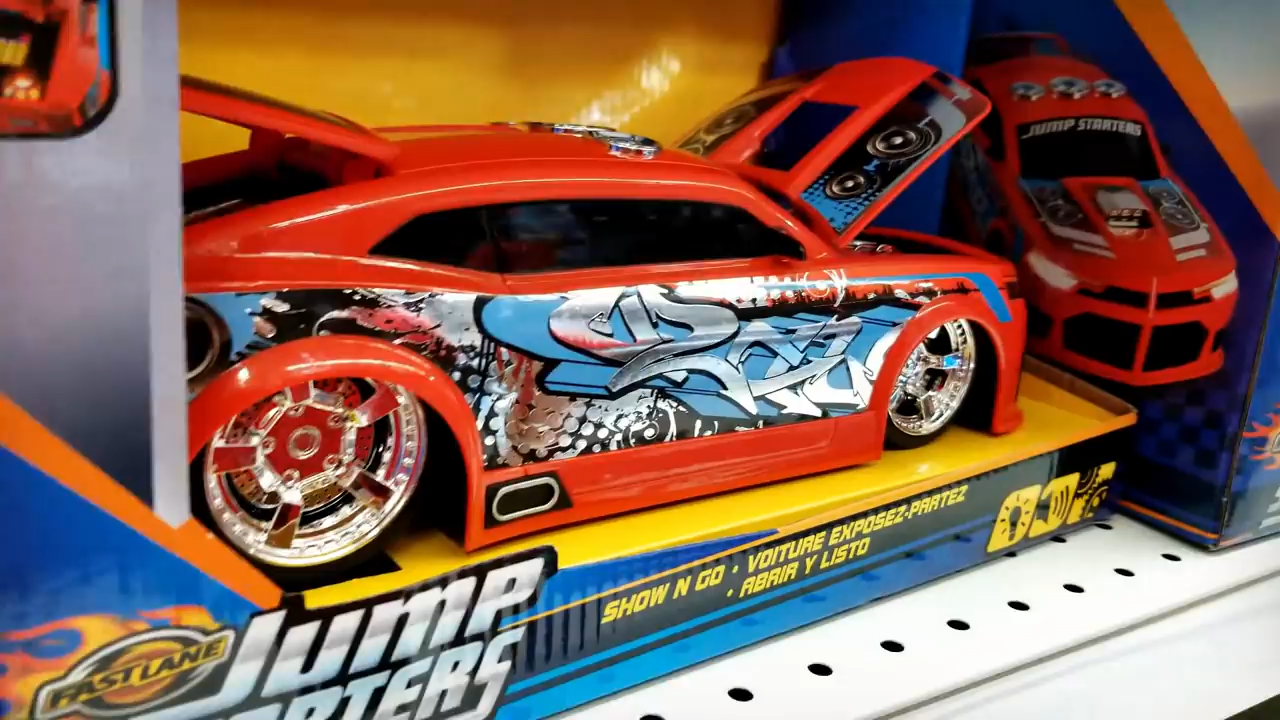 JUMP STARTERS
SHOW N GO • VOITURE EXPOSEZ-PARTEZ
• ABRIR Y LISTO
FASTLANE
JUMP
STARTERS